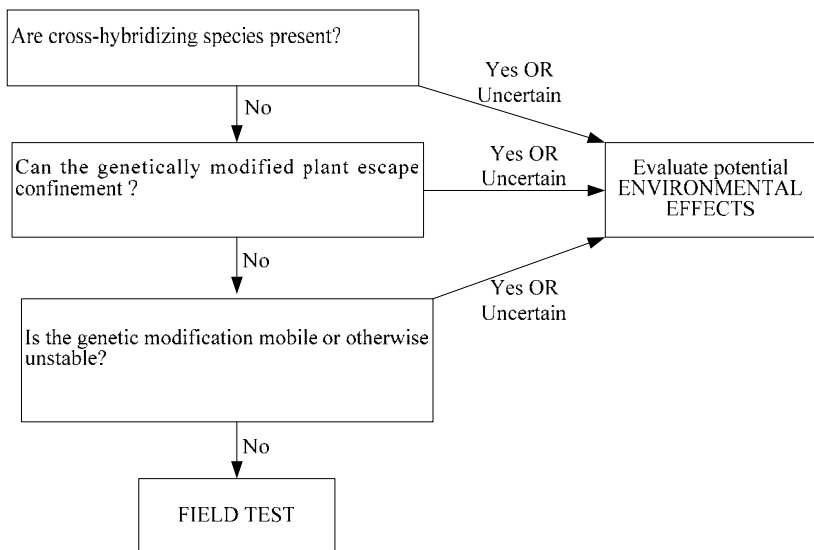 Are cross-hybridizing species present?
Yes OR
Uncertain
No
Can the genetically modified plant escape
confinement ?
Yes OR
Uncertain
Evaluate potential
ENVIRONMENTAL
EFFECTS
No
Yes OR
Uncertain
Is the genetic modification mobile or otherwise
unstable?
No
FIELD TEST